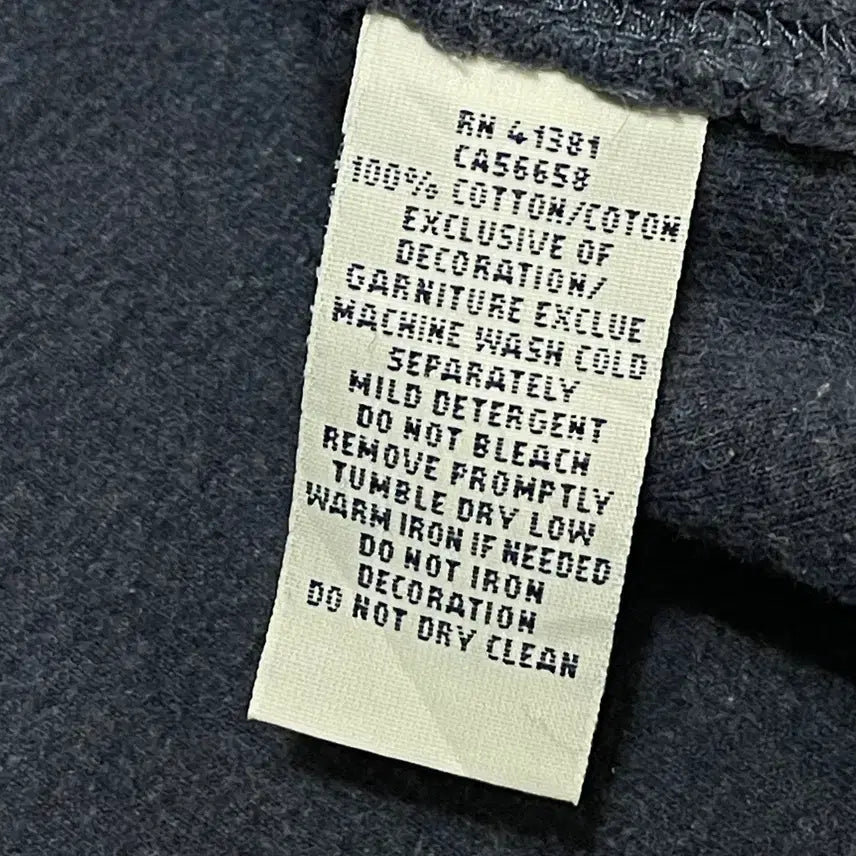 RN 41381
CA56658
100% COTTON/COTON
EXCLUSIVE OF
DECORATION/
GARNITURE EXCLUE
MACHINE WASH COLD
SEPARATELY
MILD DETERGENT
DO NOT BLEACH
REMOVE PROMPTLY
TUMBLE DRY LOW
WARM IRON IF NEEDED
DO NOT IRON
DECORATION
DO NOT DRY CLEAN